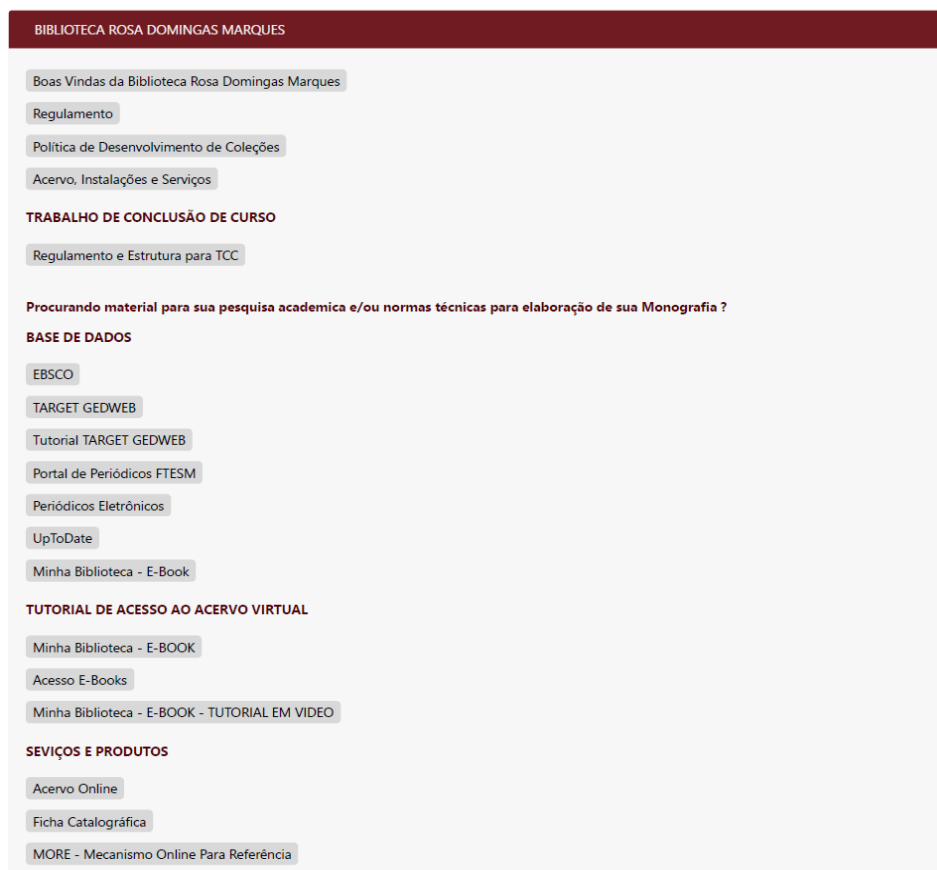 BIBLIOTECA ROSA DOMINGAS MARQUES
Boas Vindas da Biblioteca Rosa Domingas Marques
Regulamento
Política de Desenvolvimento de Coleções
Acervo, Instalações e Serviços
TRABALHO DE CONCLUSÃO DE CURSO
Regulamento e Estrutura para TCC
Procurando material para sua pesquisa academica e/ou normas técnicas para elaboração de sua Monografia ?
BASE DE DADOS
EBSCO
TARGET GEDWEB
Tutorial TARGET GEDWEB
Portal de Periódicos FTESM
Periódicos Eletrônicos
UpToDate
Minha Biblioteca - E-Book
TUTORIAL DE ACESSO AO ACERVO VIRTUAL
Minha Biblioteca - E-BOOK
Acesso E-Books
Minha Biblioteca - E-BOOK - TUTORIAL EM VIDEO
SEVIÇOS E PRODUTOS
Acervo Online
Ficha Catalográfica
MORE - Mecanismo Online Para Referência